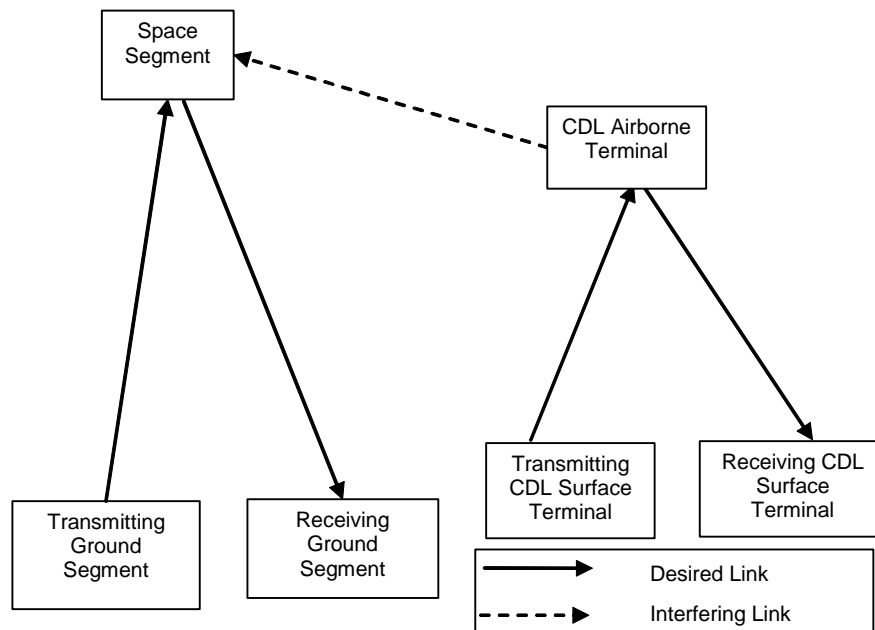 Space
Segment
CDL Airborne
Terminal
Transmitting
CDL Surface
Terminal
Receiving CDL
Surface
Terminal
Transmitting
Ground
Segment
Receiving
Ground
Segment
Desired Link
Interfering Link